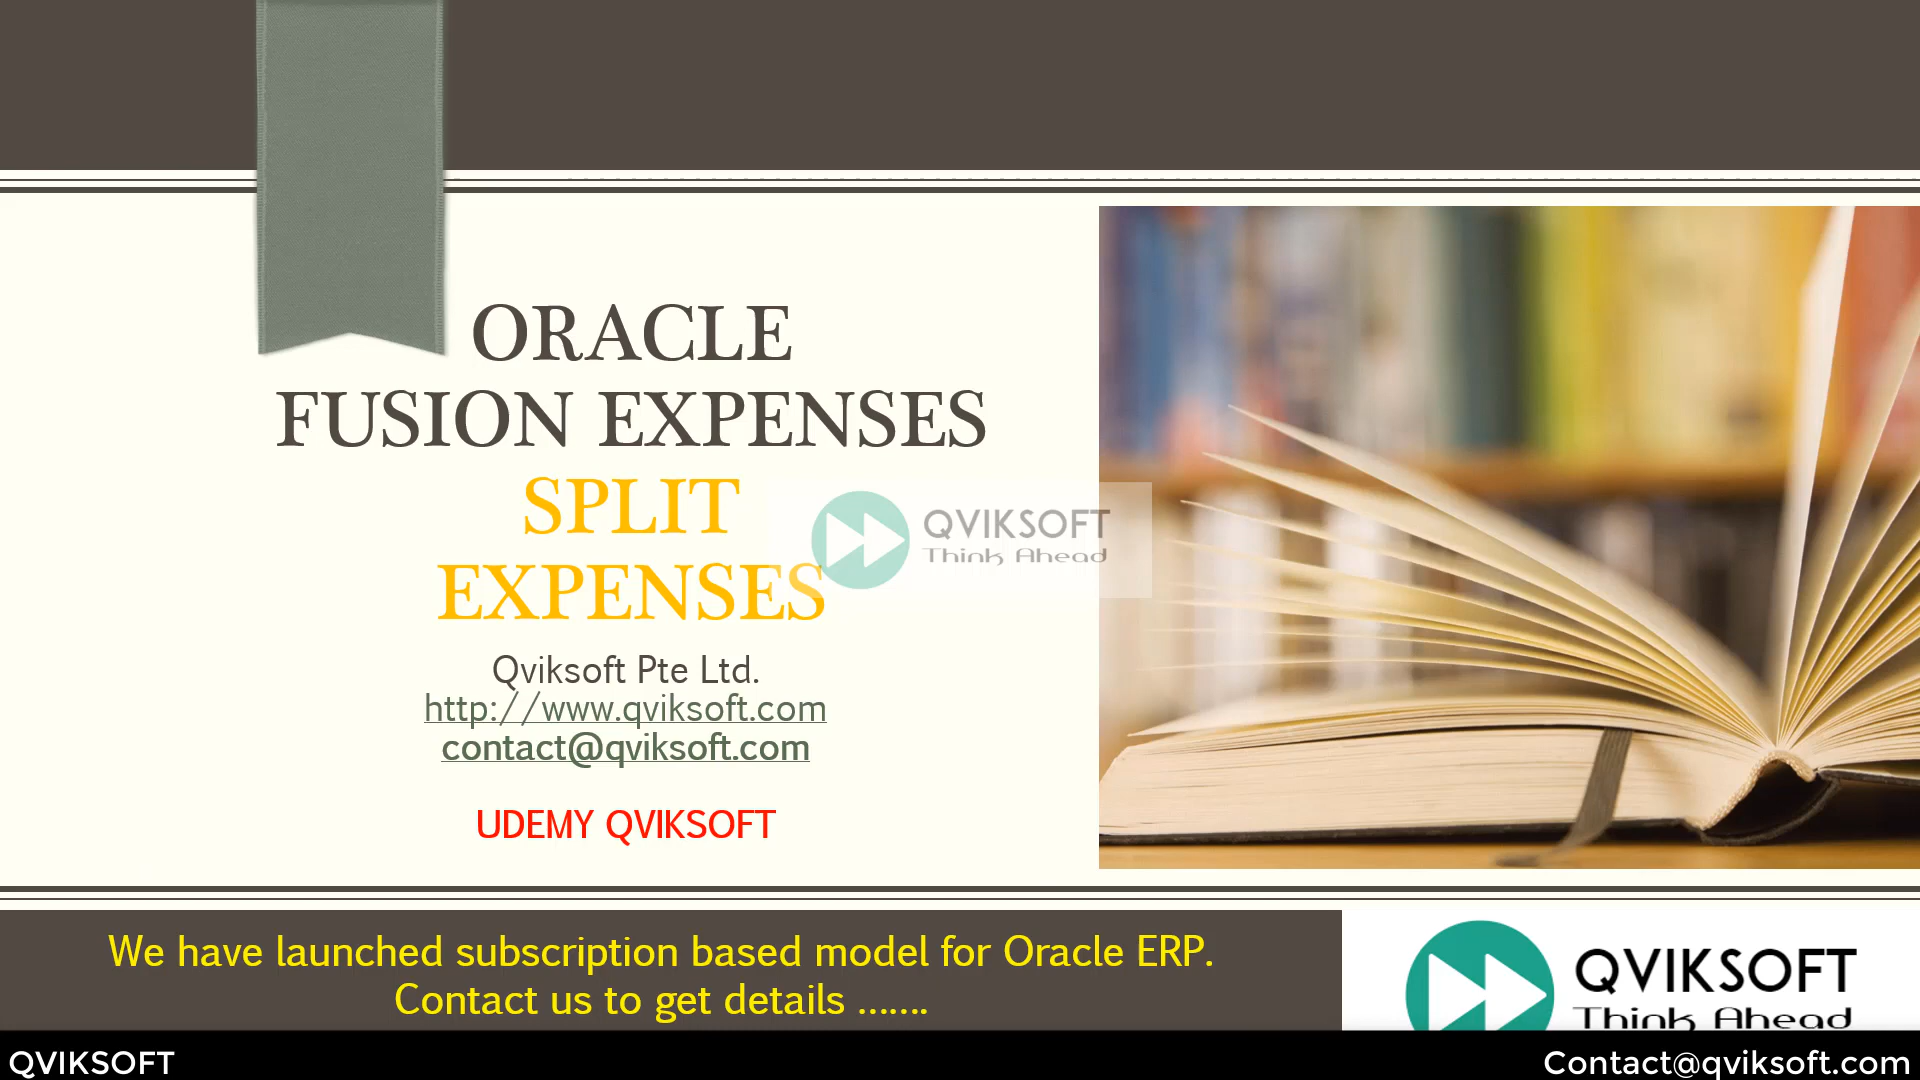 ORACLE
FUSION EXPENSES
SPLIT
EXPENSES
QVIKSOFT
Think Ahead
Qviksoft Pte Ltd.
http://www.qviksoft.com
contact@qviksoft.com
UDEMY QVIKSOFT
We have launched subscription based model for Oracle ERP.
Contact us to get details .......
QVIKSOFT
Think Ahead
QVIKSOFT
Contact@qviksoft.com